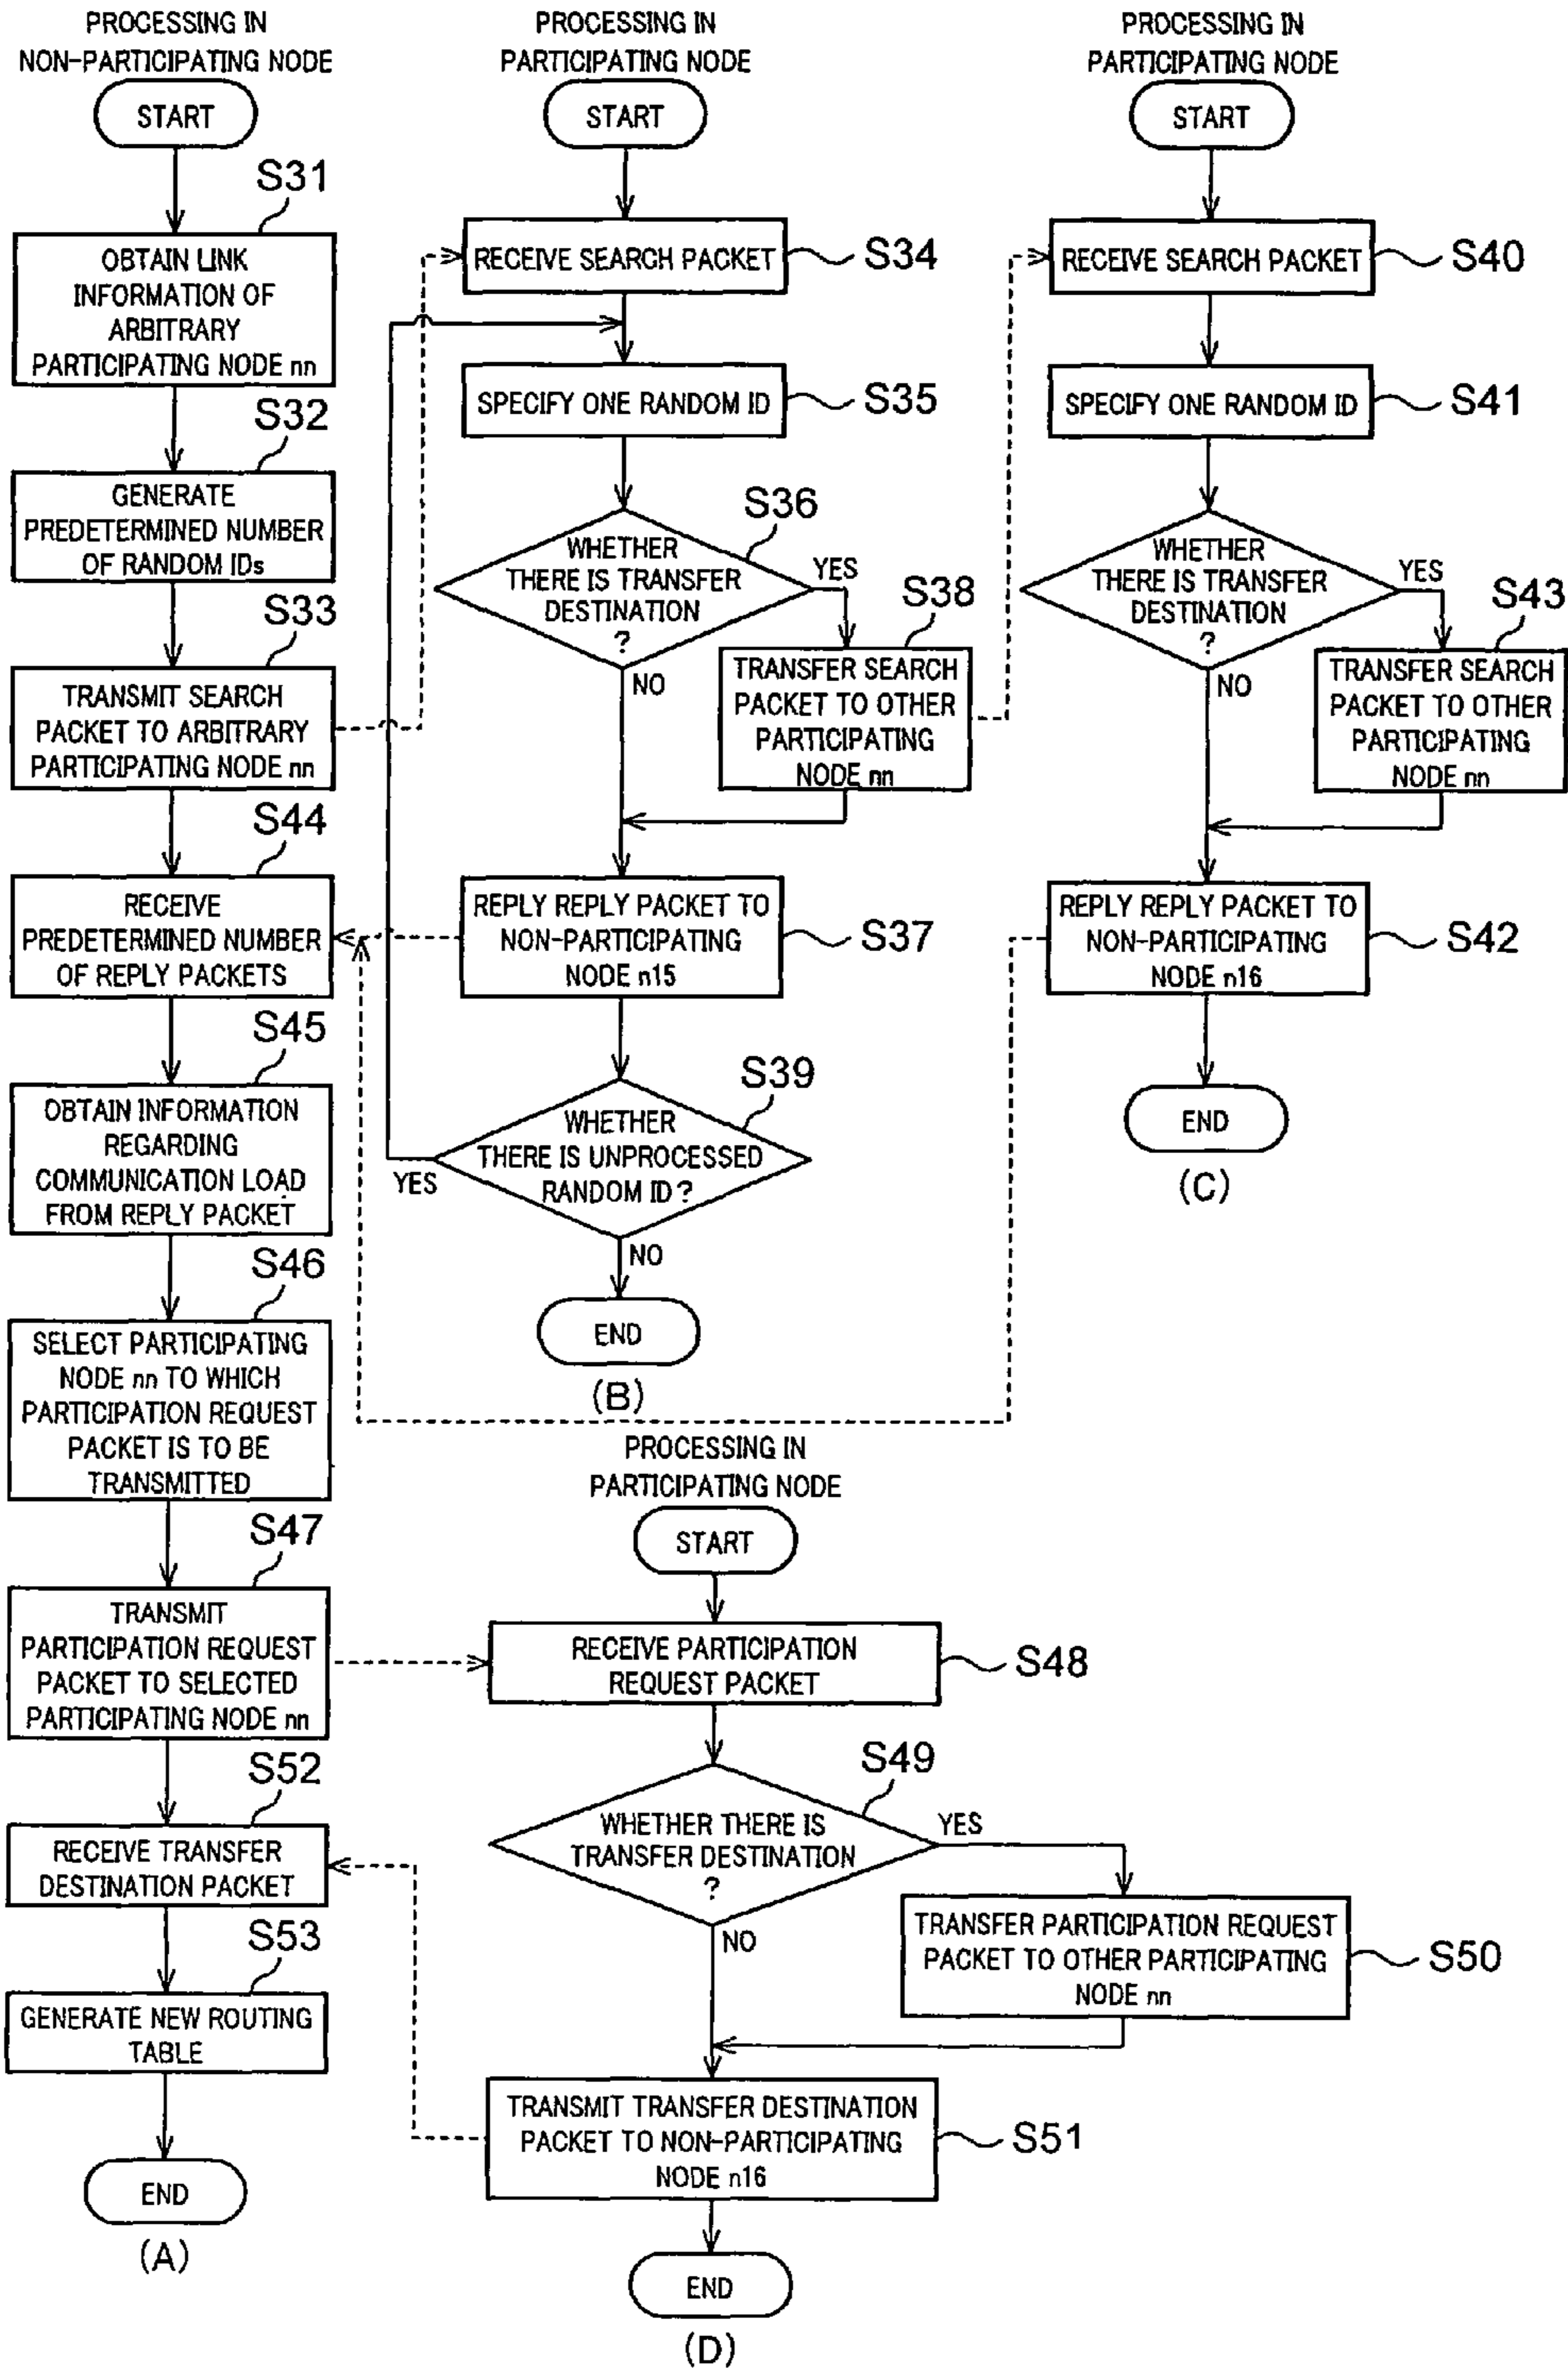 PROCESSING IN
NON-PARTICIPATING NODE
START
S31
OBTAIN LINK
INFORMATION OF
ARBITRARY
PARTICIPATING NODE nn
S32
GENERATE
PREDETERMINED NUMBER
OF RANDOM IDs
S33
TRANSMIT SEARCH
PACKET TO ARBITRARY
PARTICIPATING NODE nn
S44
RECEIVE
PREDETERMINED NUMBER
OF REPLY PACKETS
S45
OBTAIN INFORMATION
REGARDING
COMMUNICATION LOAD
FROM REPLY PACKET
S46
SELECT PARTICIPATING
NODE nn TO WHICH
PARTICIPATION REQUEST
PACKET IS TO BE
TRANSMITTED
S47
TRANSMIT
PARTICIPATION REQUEST
PACKET TO SELECTED
PARTICIPATING NODE nn
S52
RECEIVE TRANSFER
DESTINATION PACKET
S53
GENERATE NEW ROUTING
TABLE
END
(A)
PROCESSING IN
PARTICIPATING NODE
START
RECEIVE SEARCH PACKET
S34
SPECIFY ONE RANDOM ID
S35
S36
WHETHER
THERE IS TRANSFER
DESTINATION
?
YES
NO
S38
TRANSFER SEARCH
PACKET TO OTHER
PARTICIPATING
NODE nn
REPLY REPLY PACKET TO
NON-PARTICIPATING
NODE n15
S37
S39
WHETHER
THERE IS UNPROCESSED
RANDOM ID ?
YES
NO
END
(B)
PROCESSING IN
PARTICIPATING NODE
START
RECEIVE SEARCH PACKET
S40
SPECIFY ONE RANDOM ID
S41
WHETHER
THERE IS TRANSFER
DESTINATION
?
YES
NO
S43
TRANSFER SEARCH
PACKET TO OTHER
PARTICIPATING
NODE nn
REPLY REPLY PACKET TO
NON-PARTICIPATING
NODE n16
S42
END
(C)
PROCESSING IN
PARTICIPATING NODE
START
RECEIVE PARTICIPATION
REQUEST PACKET
S48
S49
WHETHER THERE IS
TRANSFER DESTINATION
?
YES
NO
TRANSFER PARTICIPATION REQUEST
PACKET TO OTHER PARTICIPATING
NODE nn
S50
TRANSMIT TRANSFER DESTINATION
PACKET TO NON-PARTICIPATING
NODE n16
S51
END
(D)